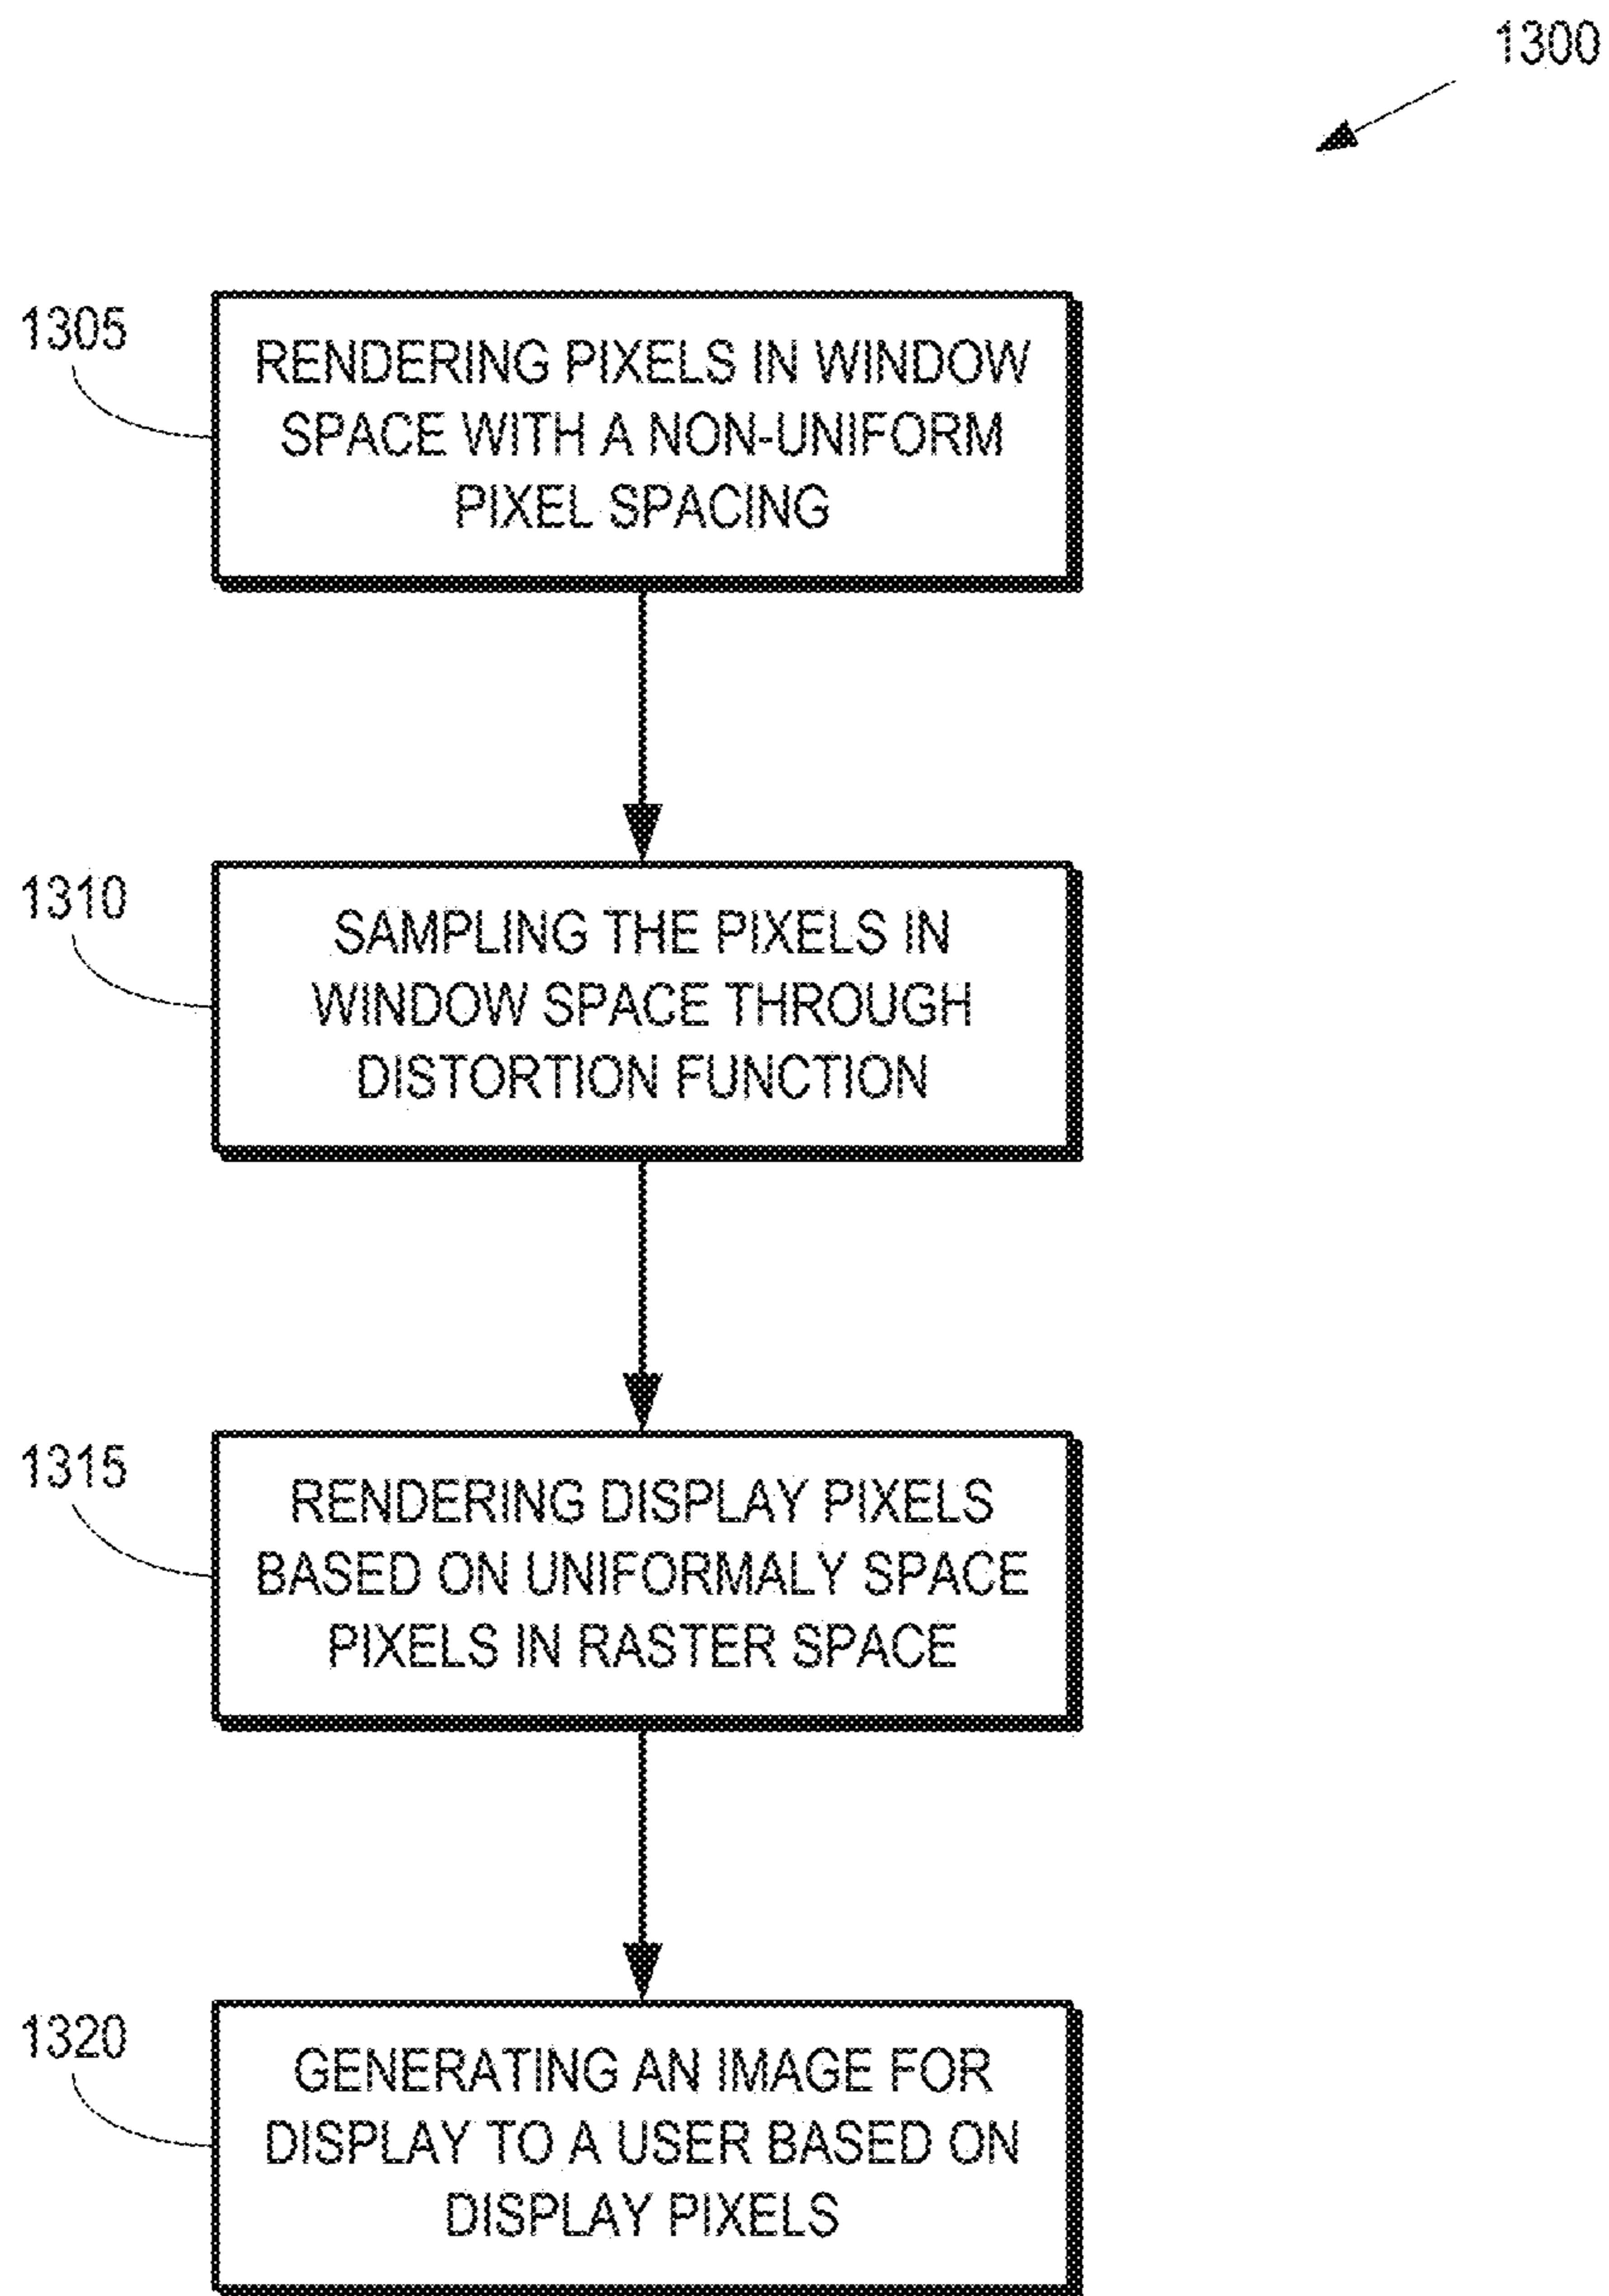 1300
1305
RENDERING PIXELS IN WINDOW
SPACE WITH A NON-UNIFORM
PIXEL SPACING
1310
SAMPLING THE PIXELS IN
WINDOW SPACE THROUGH
DISTORTION FUNCTION
1315
RENDERING DISPLAY PIXELS
BASED ON UNIFORMALY SPACE
PIXELS IN RASTER SPACE
1320
GENERATING AN IMAGE FOR
DISPLAY TO A USER BASED ON
DISPLAY PIXELS